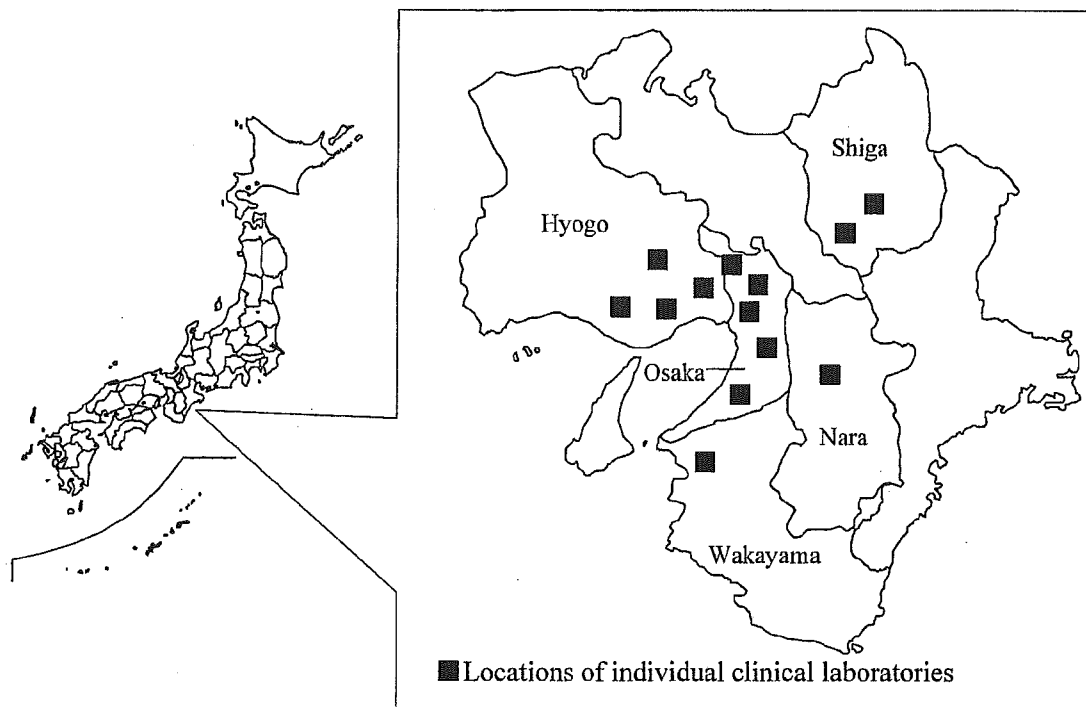 Shiga
Hyogo
Osaka
Nara
Wakayama
Locations of individual clinical laboratories